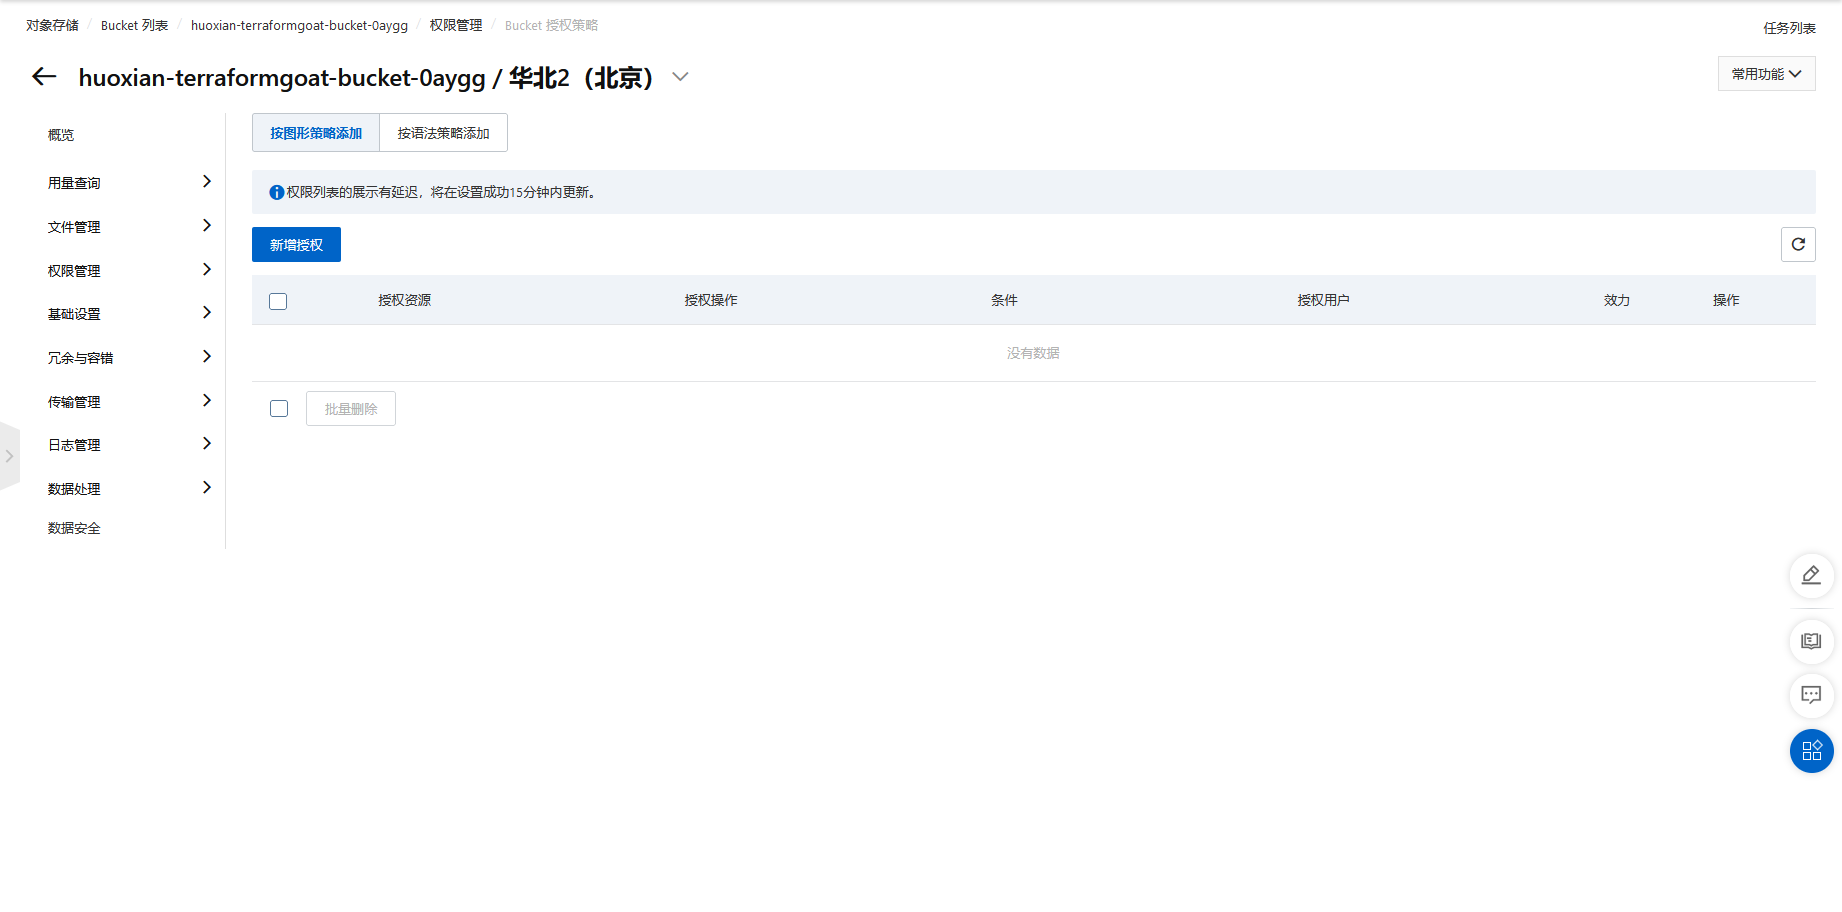 对象存储 / Bucket 列表 / huoxian-terraformgoat-bucket-0aygg / 权限管理 / Bucket 授权策略
任务列表
huoxian-terraformgoat-bucket-0aygg / 华北2（北京）
常用功能
概览
用量查询
文件管理
权限管理
基础设置
冗余与容错
传输管理
日志管理
数据处理
数据安全
按图形策略添加 按语法策略添加
权限列表的展示有延迟，将在设置成功15分钟内更新。
新增授权
授权资源 授权操作 条件 授权用户 效力 操作
没有数据
批量删除